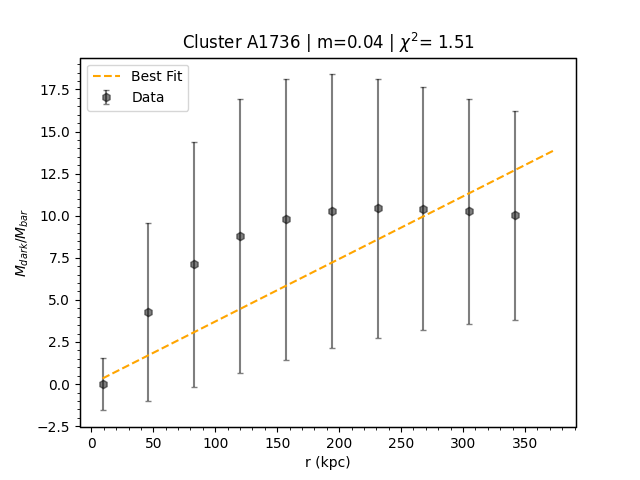 Cluster A1736 | m=0.04 | χ²= 1.51
Best Fit
Data
17.5
15.0
12.5
10.0
7.5
5.0
2.5
0.0
−2.5
M_dark/M_bar
0 50 100 150 200 250 300 350
r (kpc)